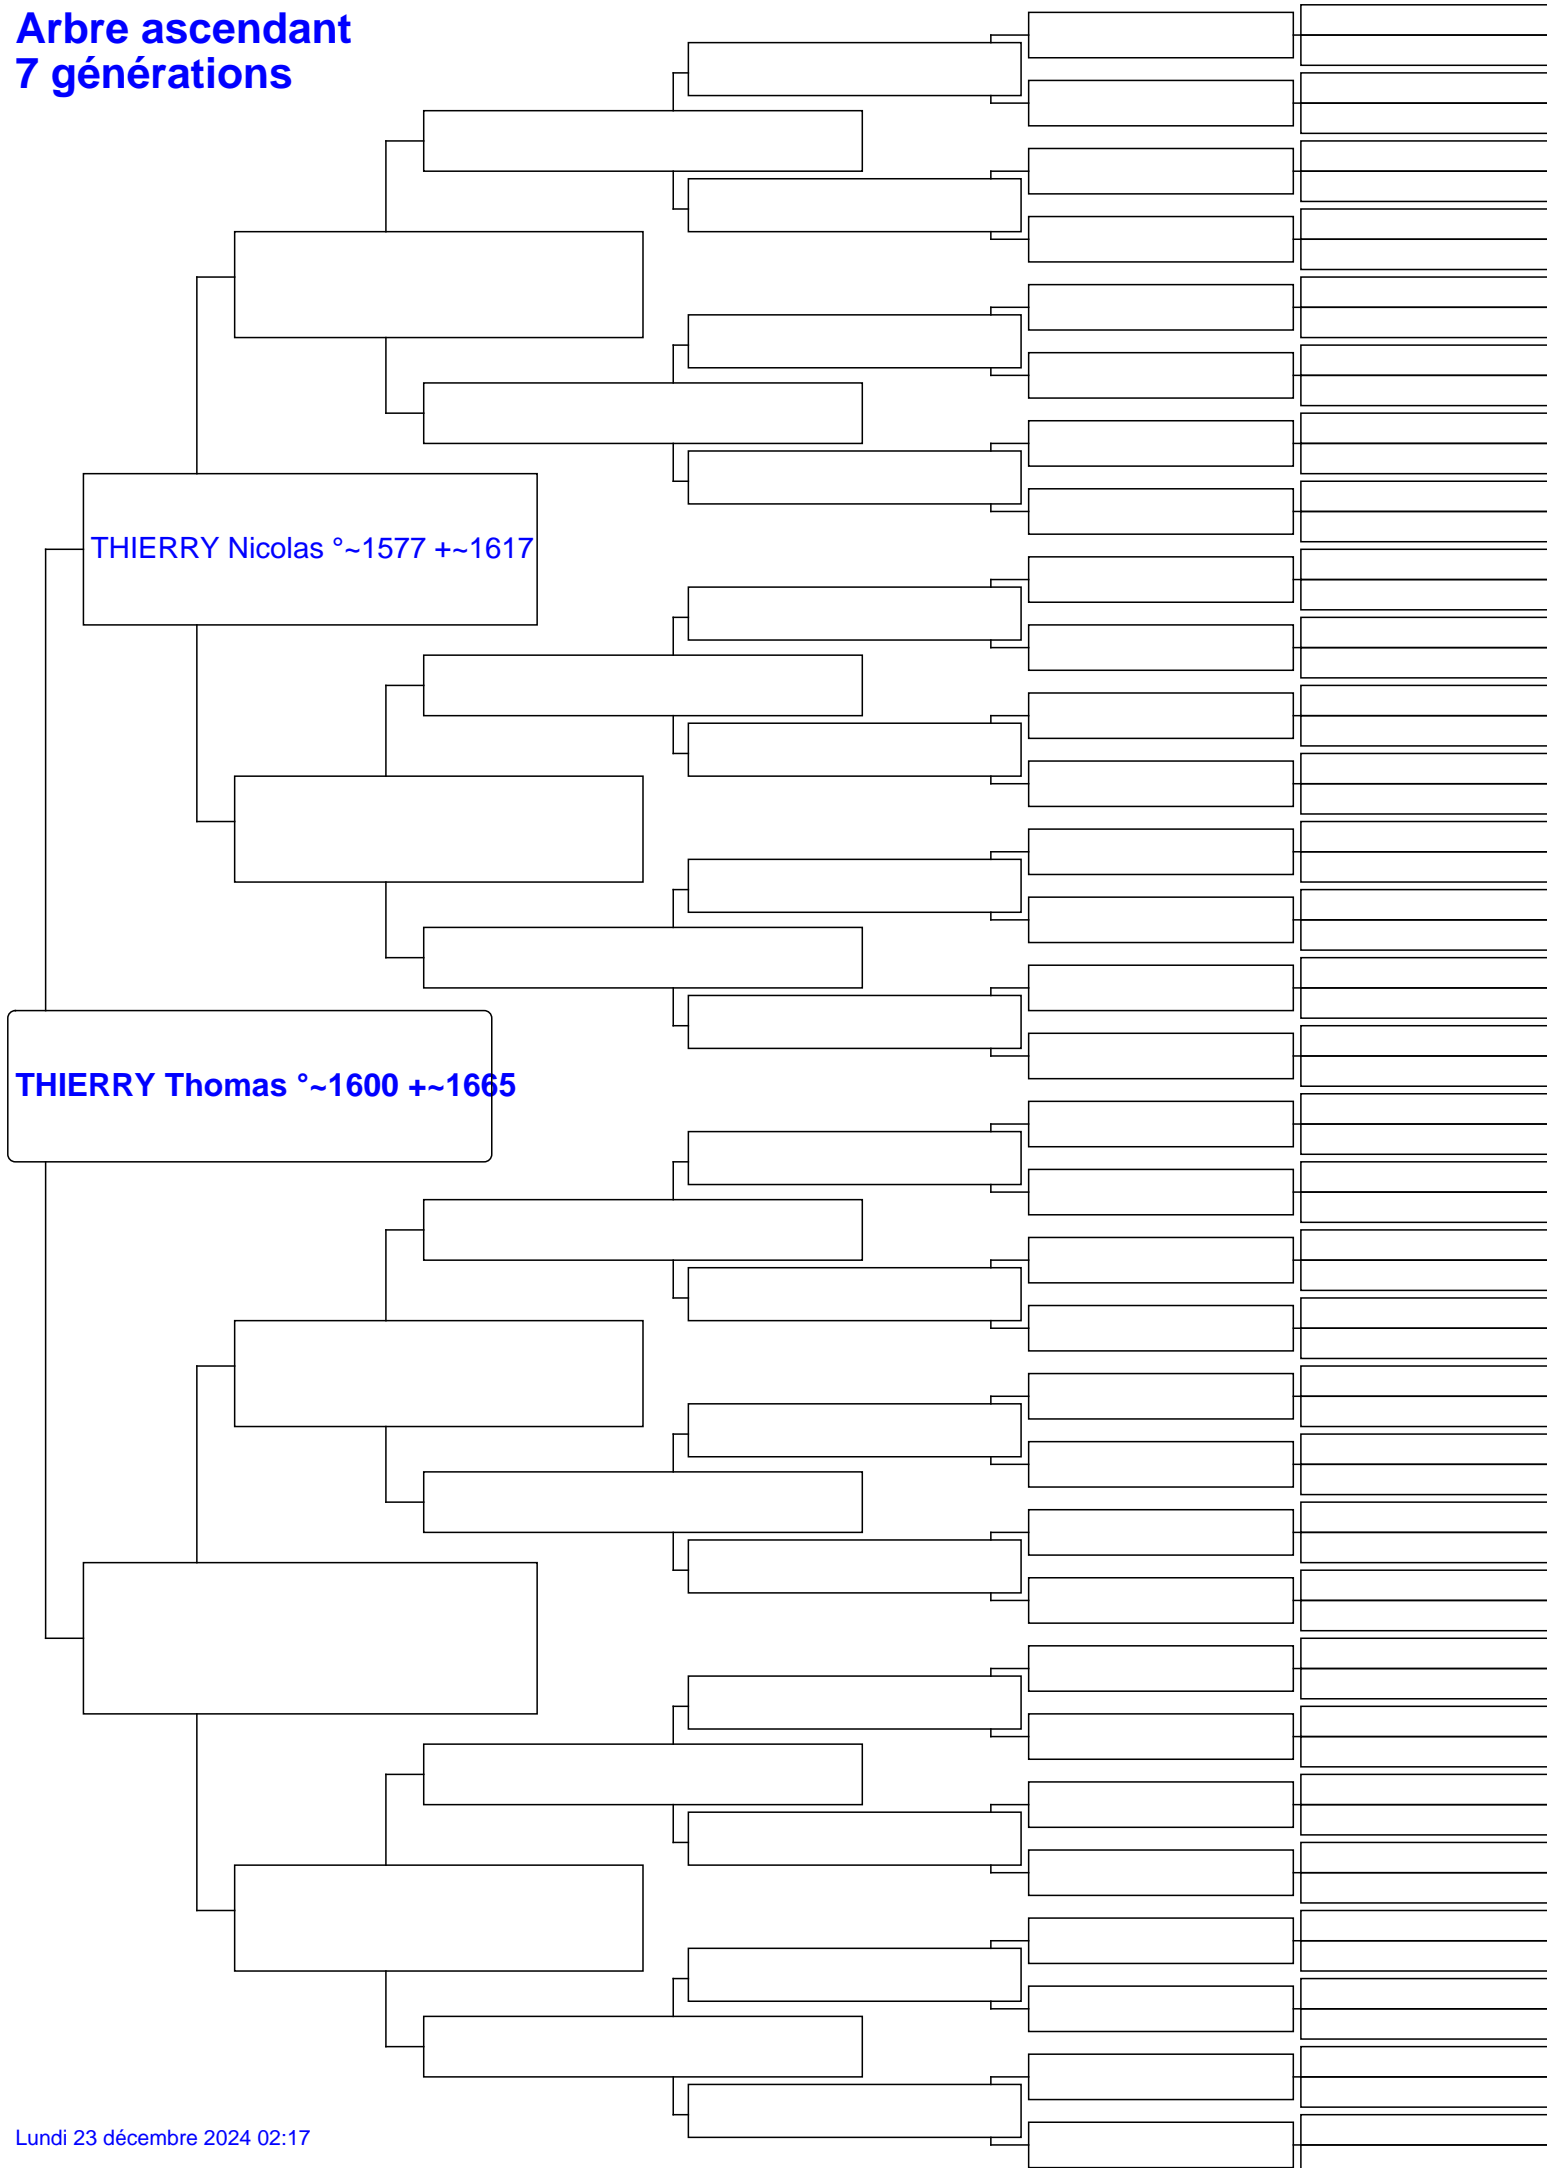 Arbre ascendant
7 générations
THIERRY Nicolas °~1577 +~1617
THIERRY Thomas °~1600 +~1665
Lundi 23 décembre 2024 02:17